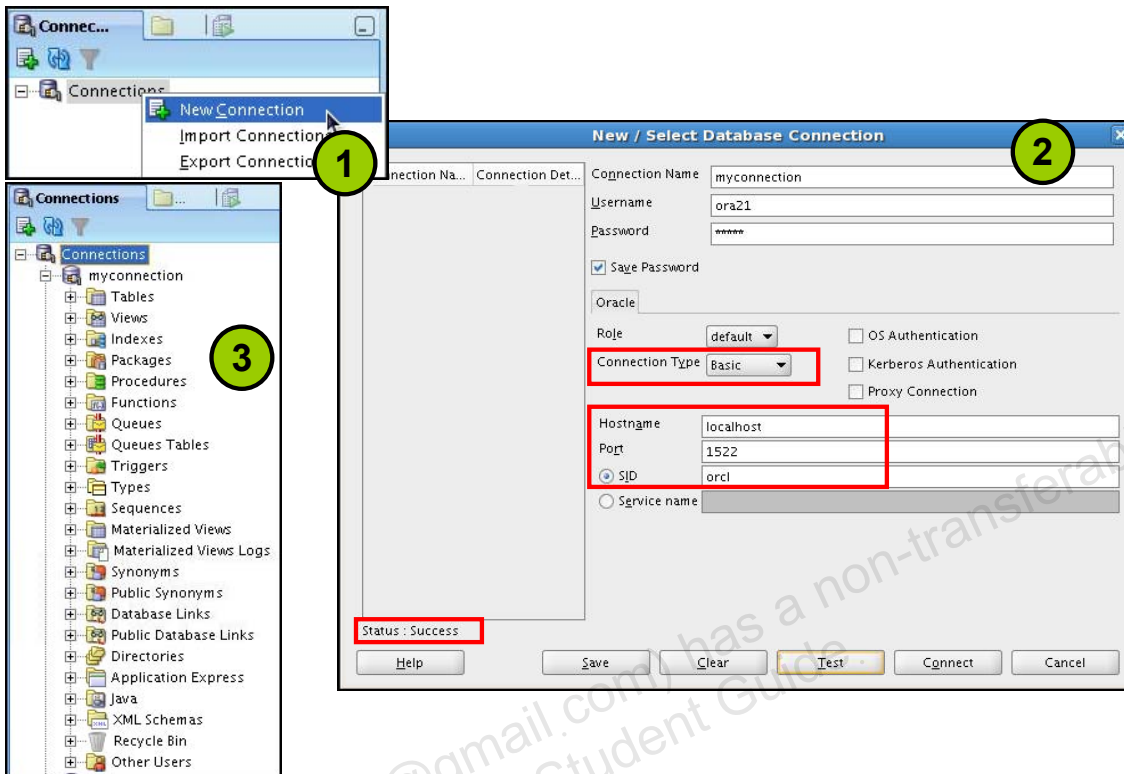 Connec...
Connections
New Connection
Import Connection
Export Connectio
1
Connections
Connections
myconnection
Tables
Views
Indexes
Packages
Procedures
Functions
Queues
Queues Tables
Triggers
Types
Sequences
Materialized Views
Materialized Views Logs
Synonyms
Public Synonyms
Database Links
Public Database Links
Directories
Application Express
Java
XML Schemas
Recycle Bin
Other Users
3
New / Select Database Connection
2
nnection Na... Connection Det...
Connection Name myconnection
Username ora21
Password *****
Save Password
Oracle
Role default OS Authentication
Connection Type Basic Kerberos Authentication
Proxy Connection
Hostname localhost
Port 1522
SID orcl
Service name
Status : Success
Help Save Clear Test Connect Cancel
gmail.com) has a non-transferab
Student Guide.